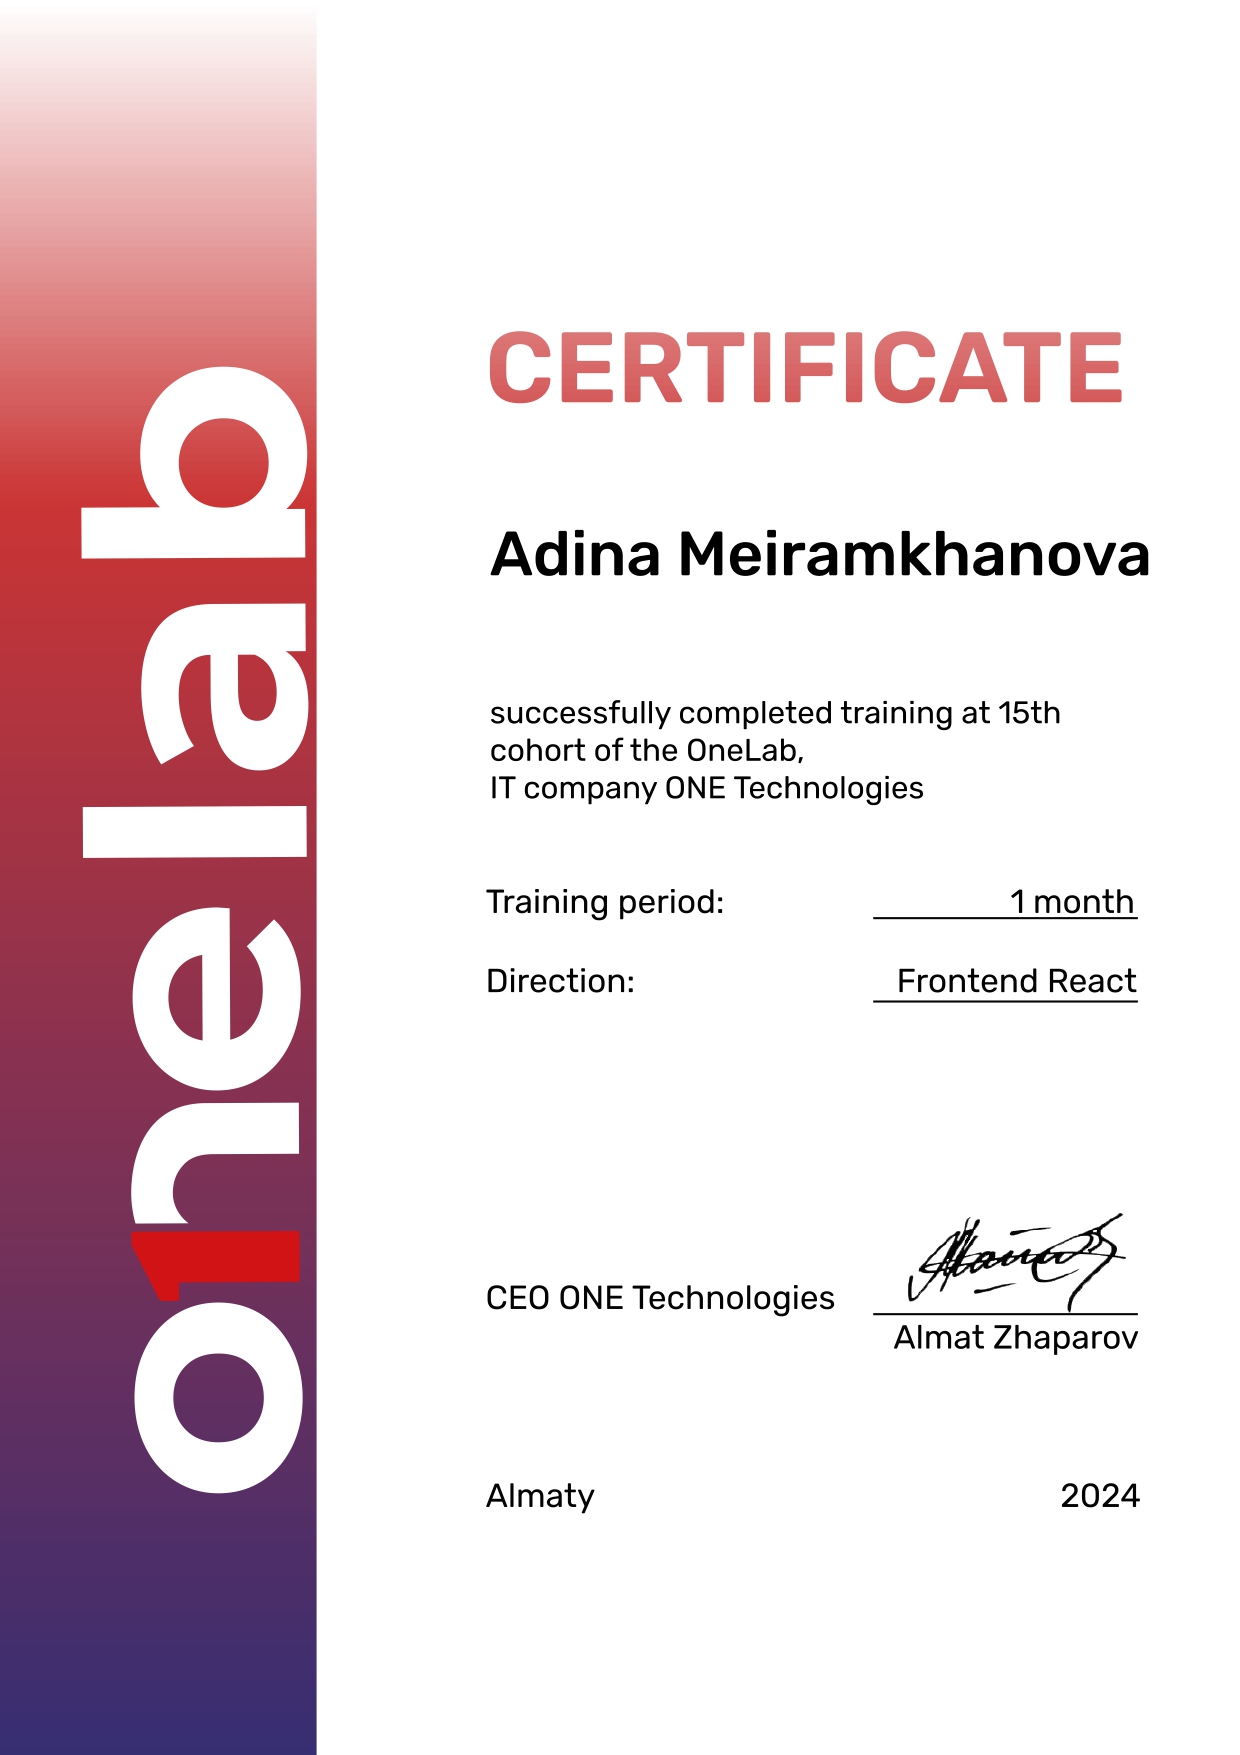 o1nelab
CERTIFICATE
Adina Meiramkhanova
successfully completed training at 15th
cohort of the OneLab,
IT company ONE Technologies
Training period: 1 month
Direction: Frontend React
CEO ONE Technologies
Almat Zhaparov
Almaty 2024